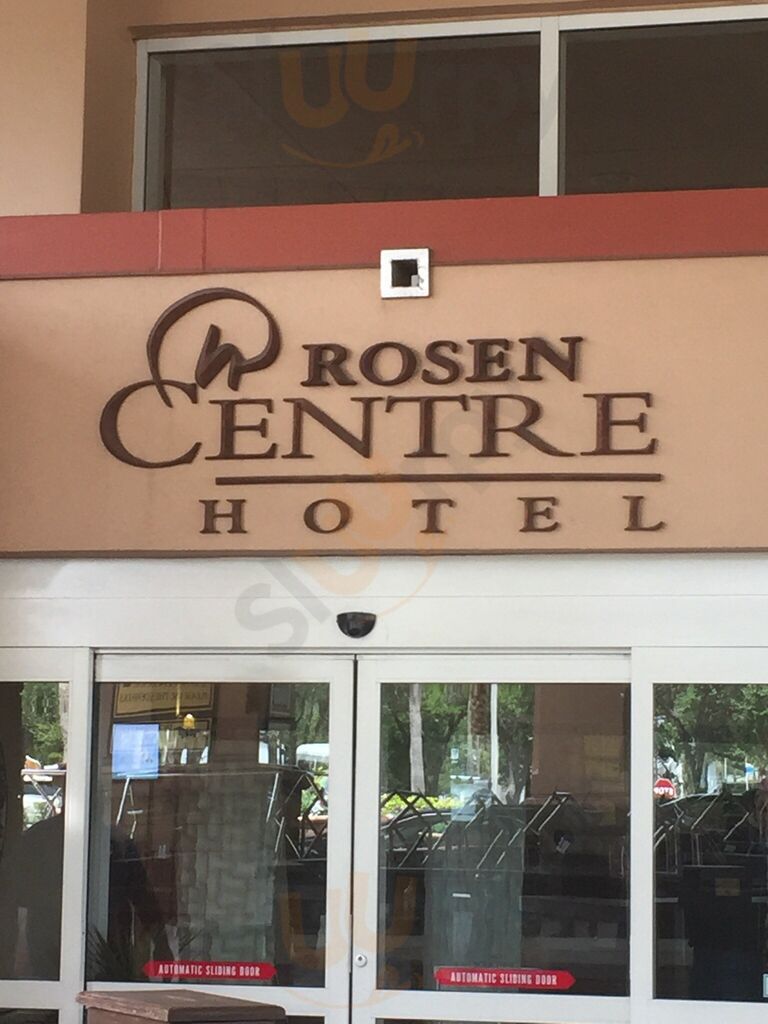 ROSEN
CENTRE
HOTEL
AUTOMATIC SLIDING DOOR
AUTOMATIC SLIDING DOOR